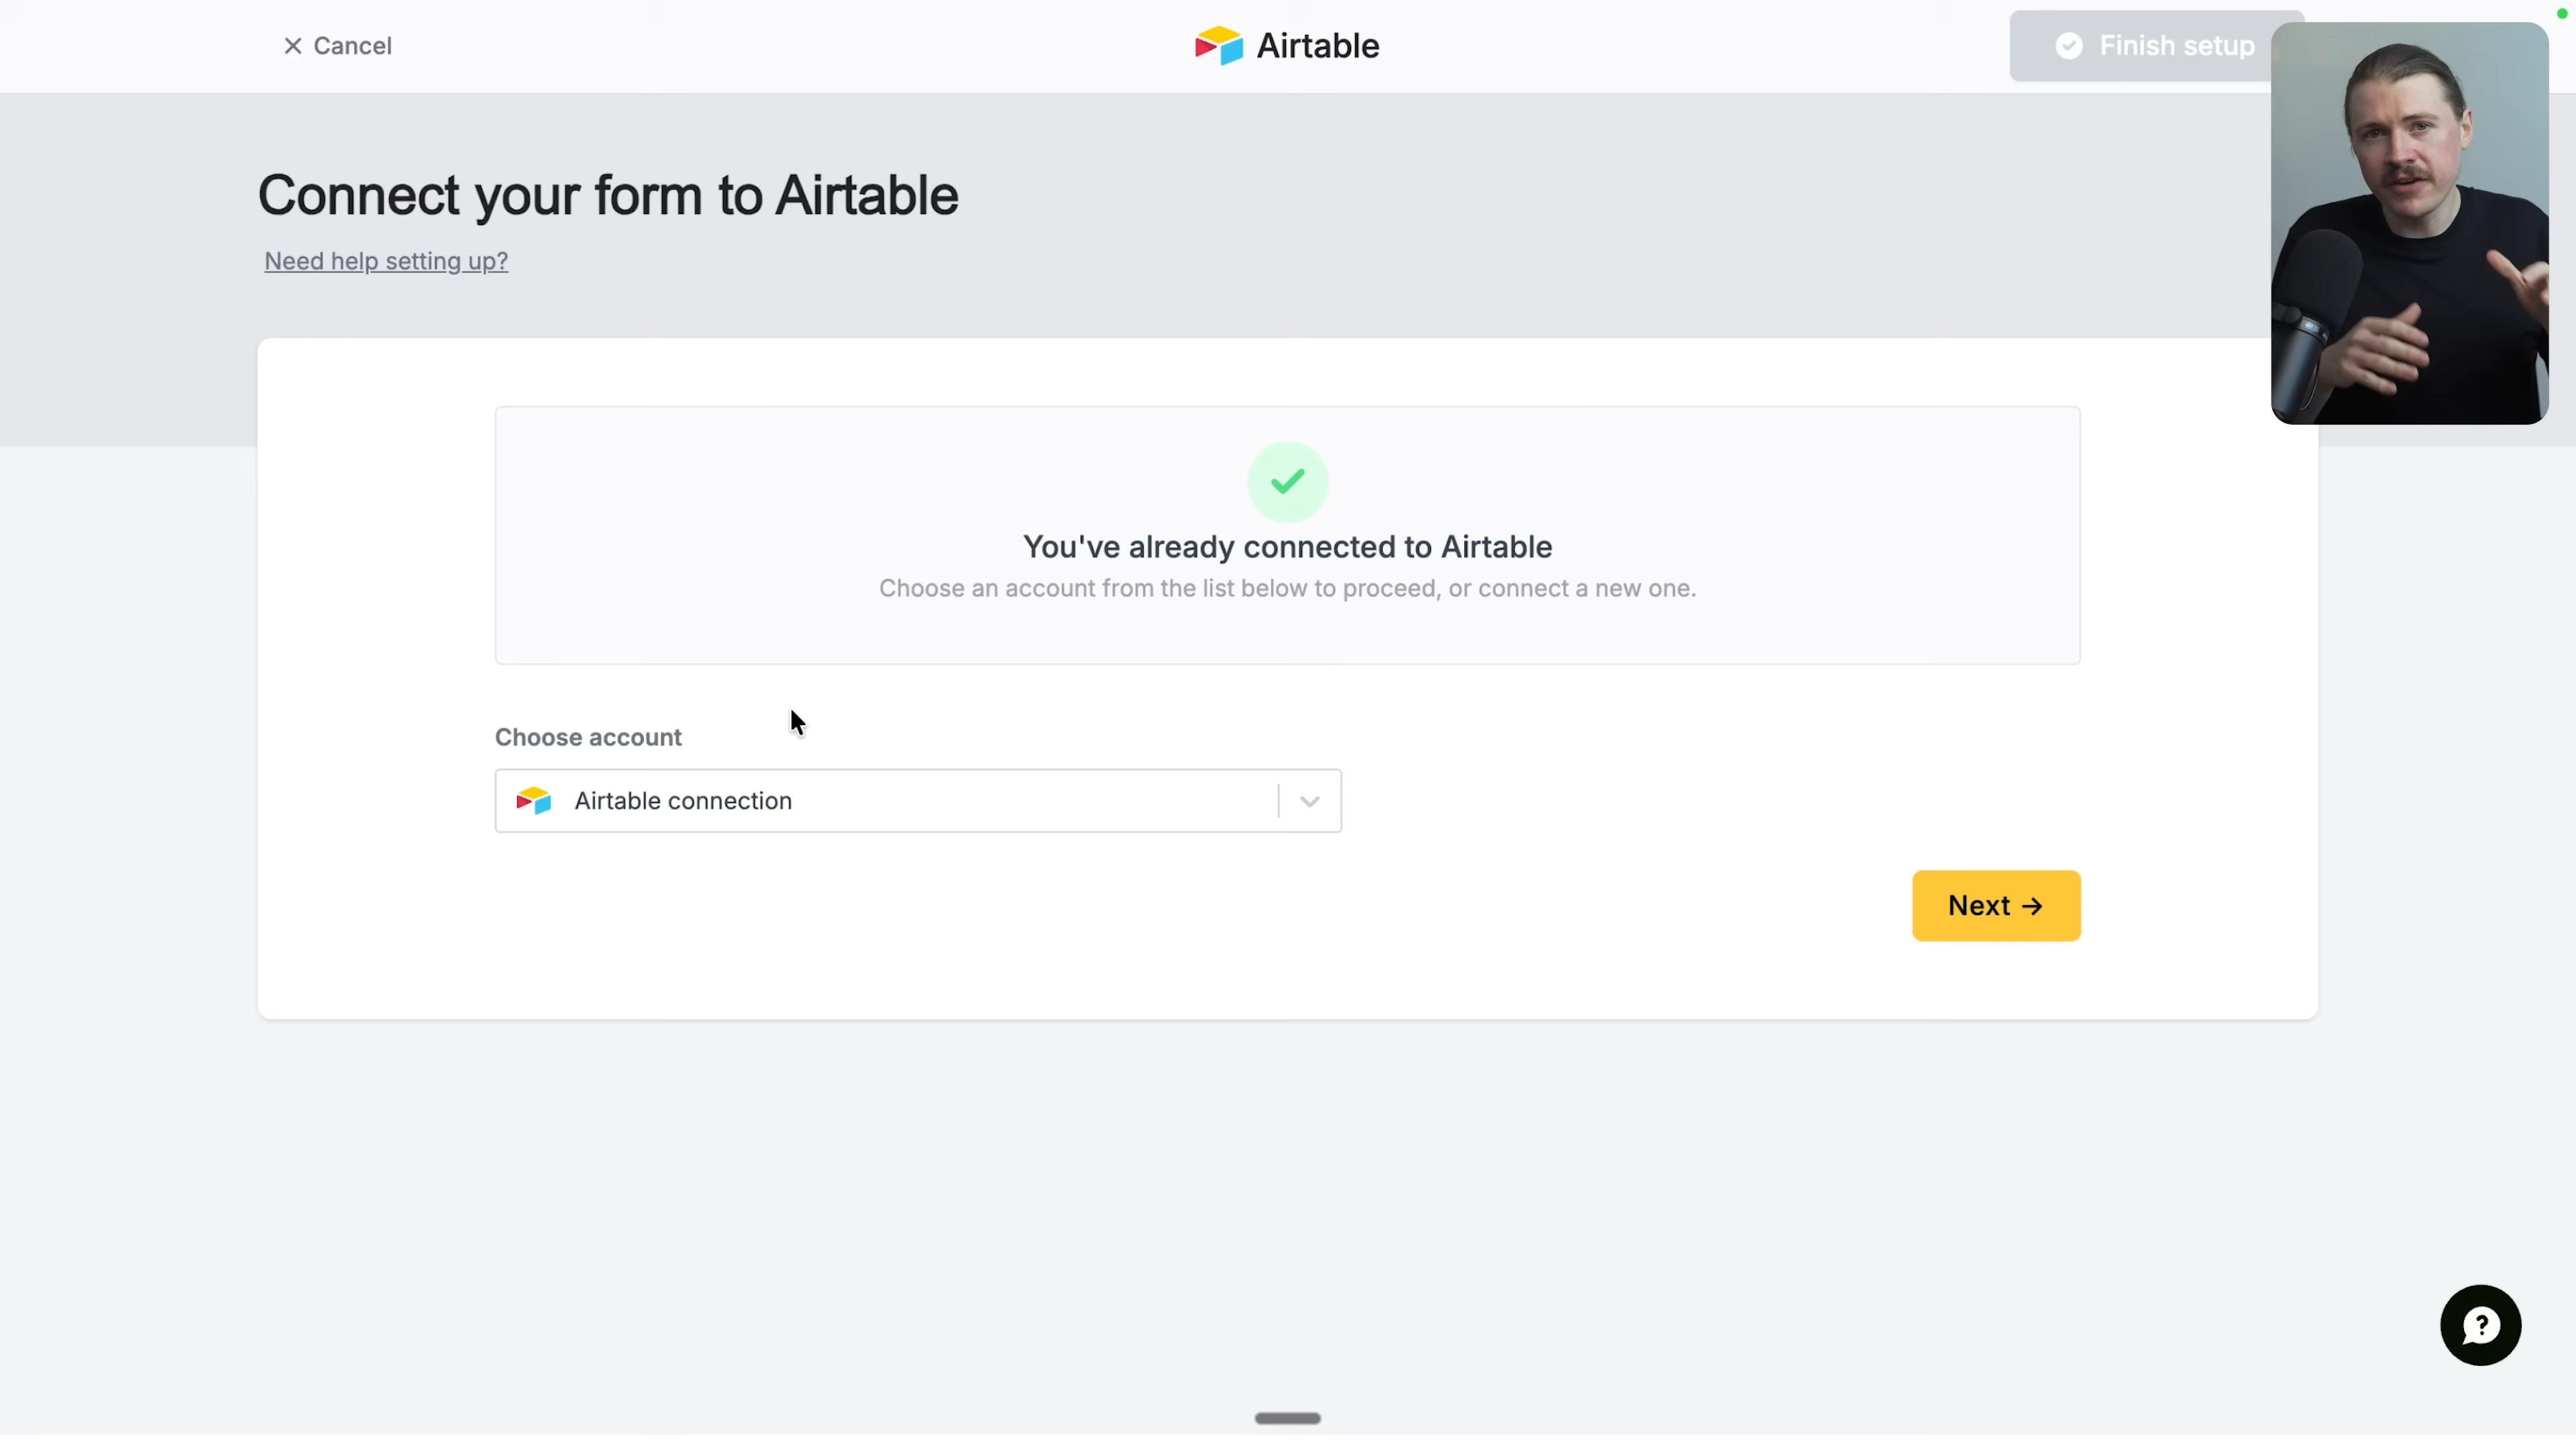 Cancel
Airtable
Finish setup
Connect your form to Airtable
Need help setting up?
You've already connected to Airtable
Choose an account from the list below to proceed, or connect a new one.
Choose account
Airtable connection
Next →
?